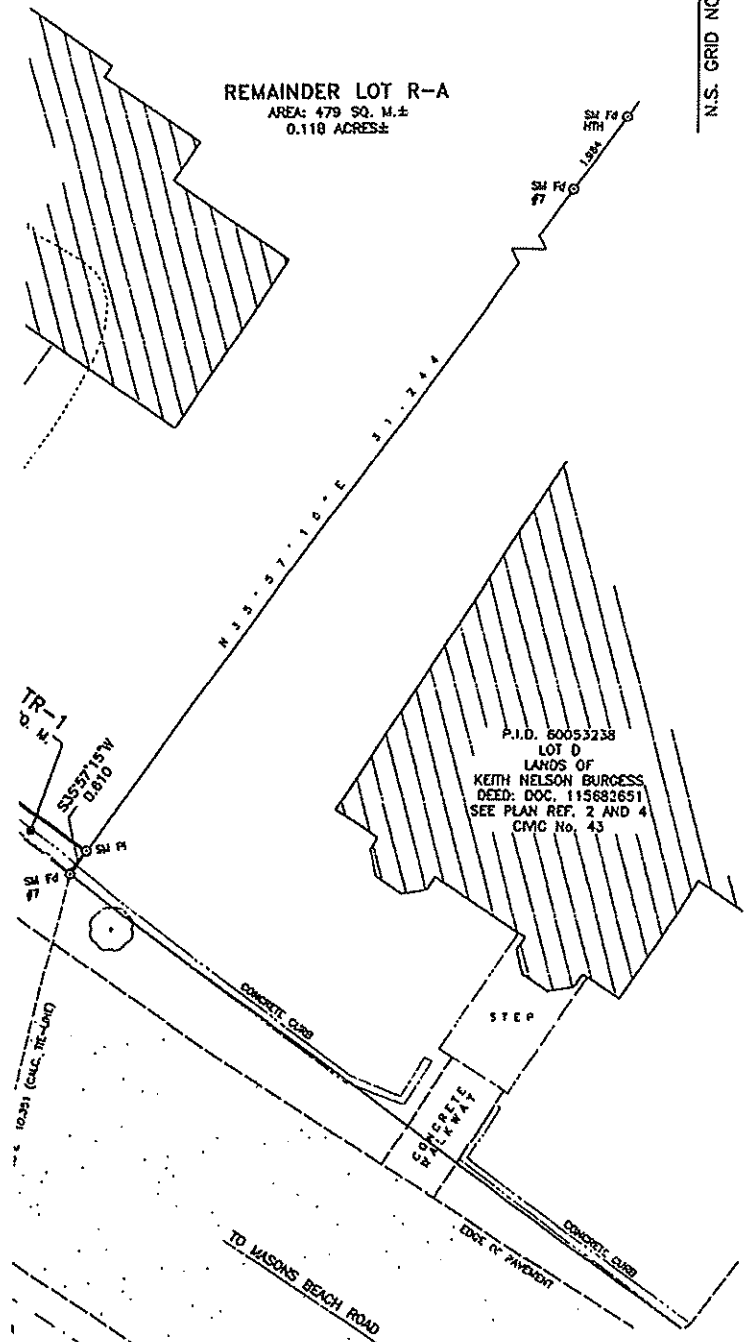 N.S. GRID NO
REMAINDER LOT R-A
AREA: 479 SQ. M.±
0.118 ACRES±
SM Fd
HTH
1.984
SM Fd
#7
N 35 ° 57 ' 10 " E 31.244
TR-1
Q. M.
S35°57'15"W
0.610
SM Pl
SM Fd
#7
P.I.D. 60053238
LOT D
LANDS OF
KEITH NELSON BURGESS
DEED: DOC. 115682651
SEE PLAN REF. 2 AND 4
CIVIC No. 43
CONCRETE CURB
STEP
CONCRETE
WALKWAY
10.351 (CALC. TIE-LINE)
CONCRETE CURB
EDGE OF PAVEMENT
TO MASONS BEACH ROAD